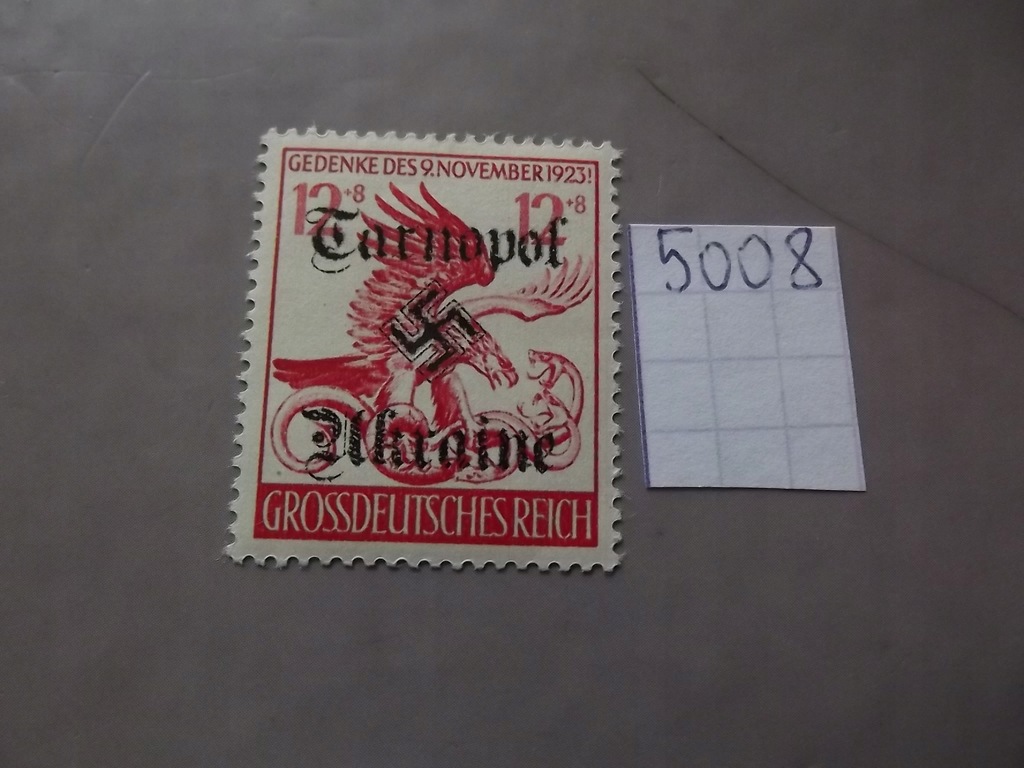 GEDENKE DES 9. NOVEMBER 1923!
12+8 12+8
Tarnopol
Ukraine
GROSSDEUTSCHES REICH
5008